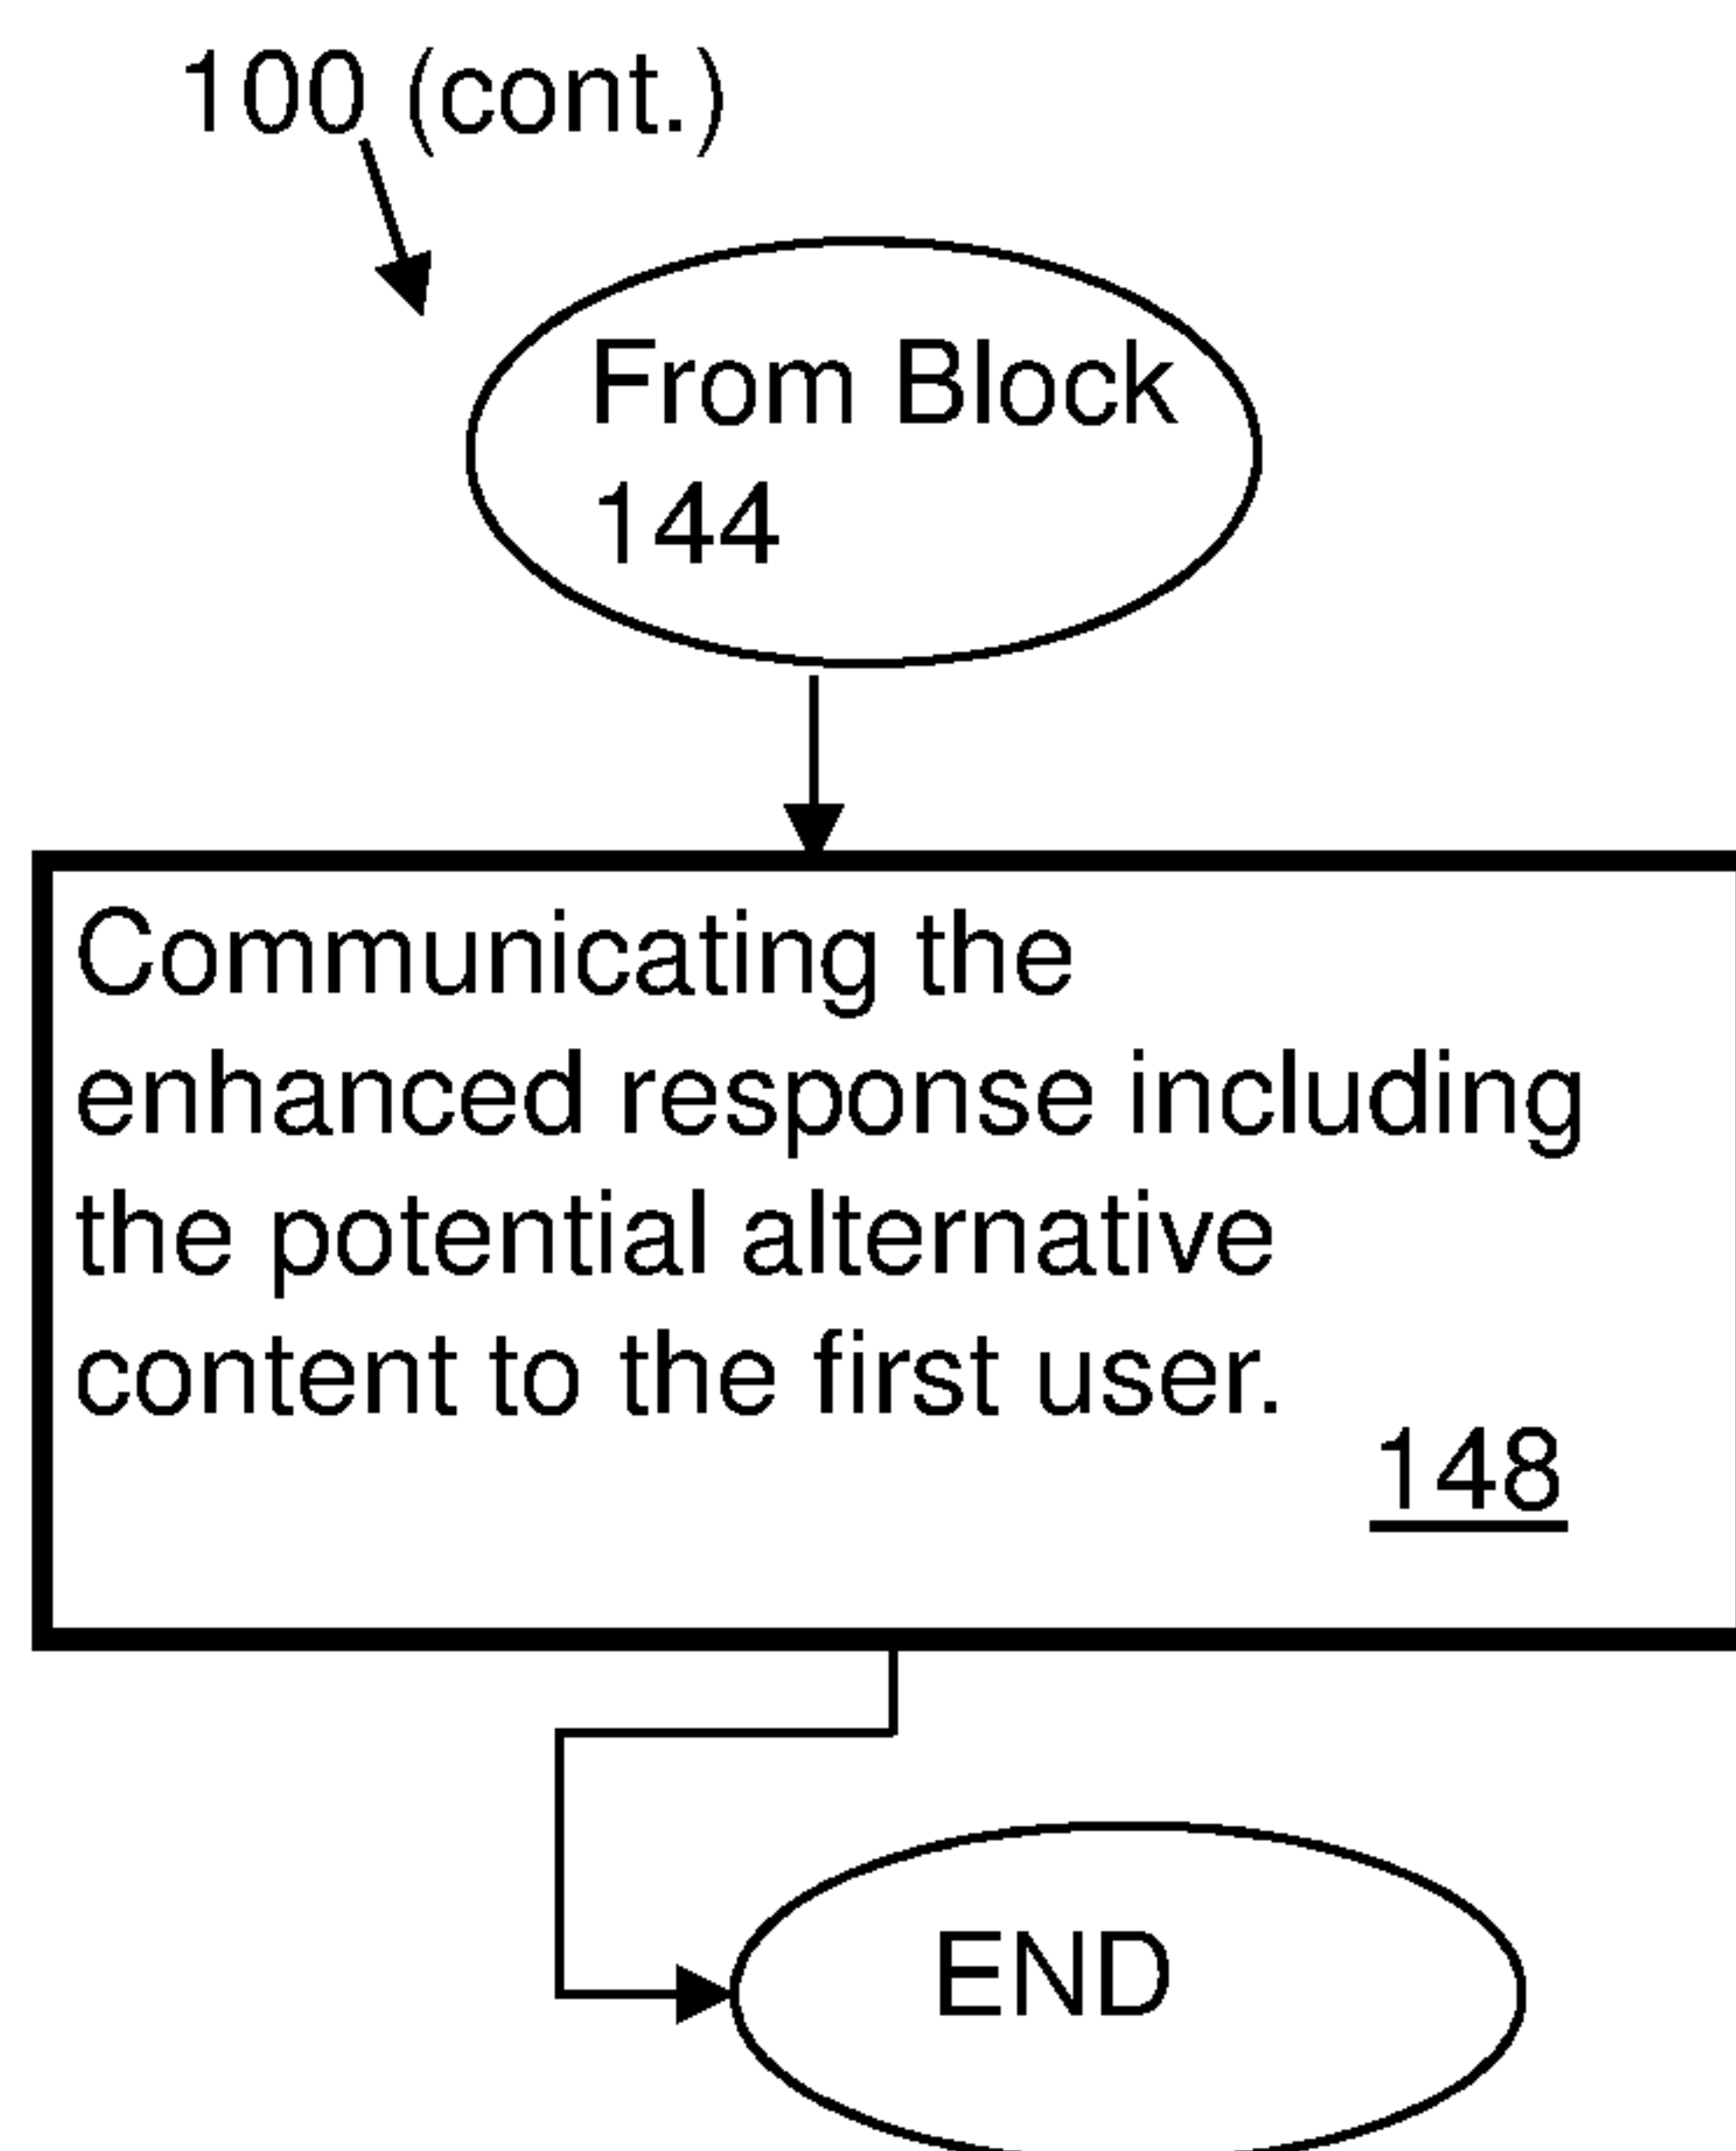 100 (cont.)
From Block
144
Communicating the
enhanced response including
the potential alternative
content to the first user.
148
END